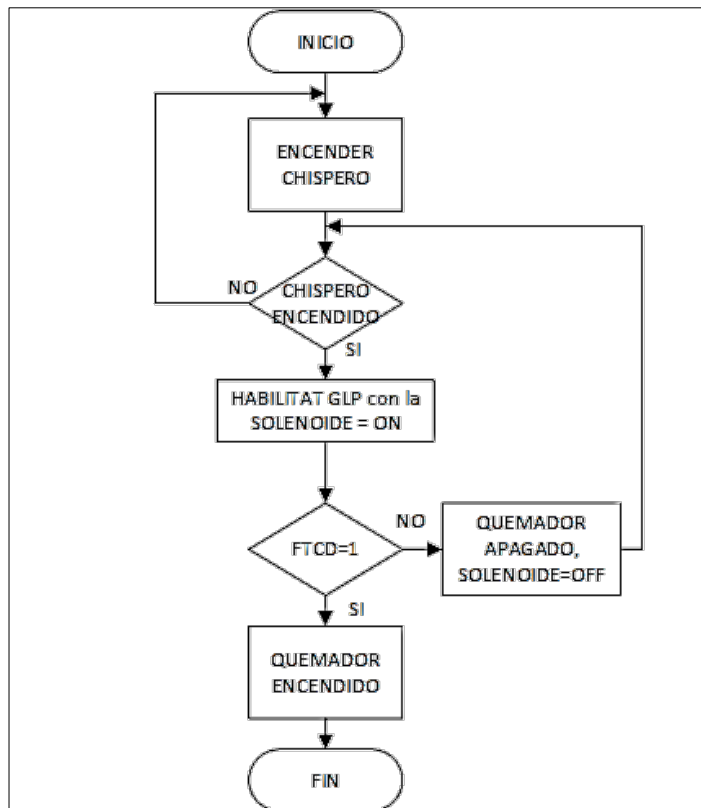 INICIO
ENCENDER
CHISPERO
NO
CHISPERO
ENCENDIDO
SI
HABILITAT GLP con la
SOLENOIDE = ON
FTCD=1
NO
QUEMADOR
APAGADO,
SOLENOIDE=OFF
SI
QUEMADOR
ENCENDIDO
FIN